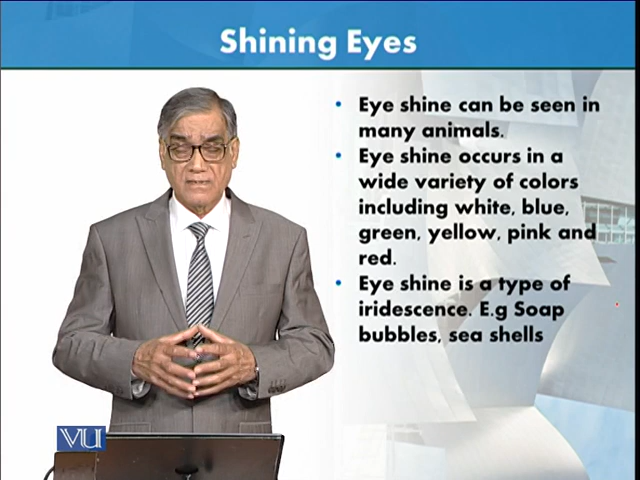 Shining Eyes
• Eye shine can be seen in
many animals.
• Eye shine occurs in a
wide variety of colors
including white, blue,
green, yellow, pink and
red.
• Eye shine is a type of
iridescence. E.g Soap
bubbles, sea shells
VU